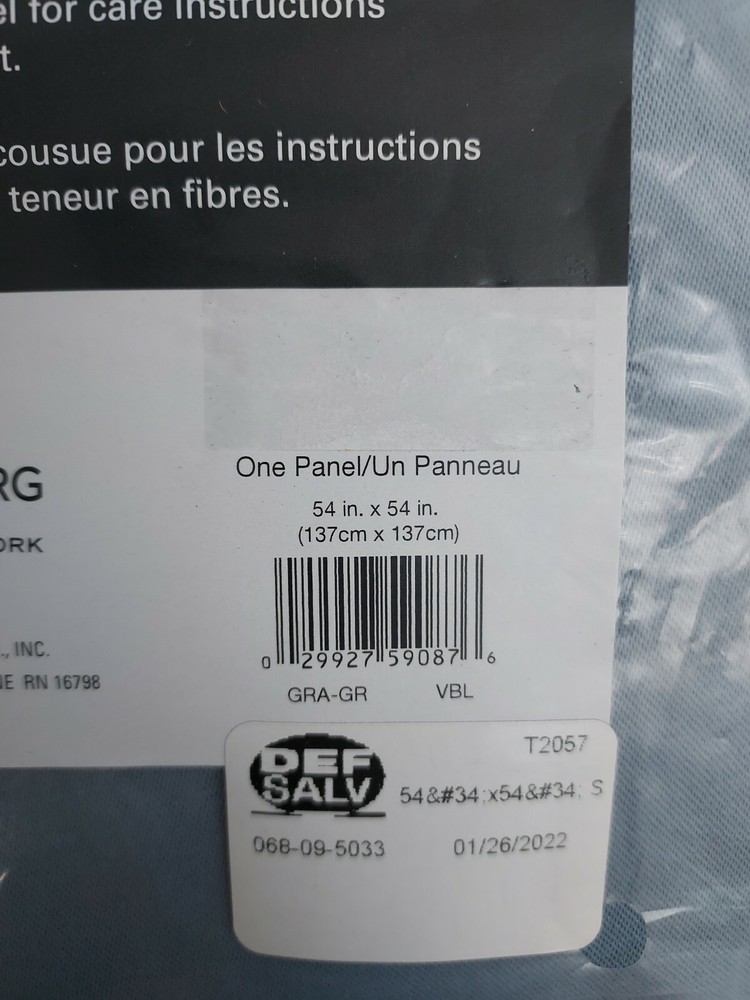 el for care instructions
t.
cousue pour les instructions
teneur en fibres.
One Panel/Un Panneau
54 in. x 54 in.
(137cm x 137cm)
RG
ORK
., INC.
NE RN 16798
0 29927 59087 6
GRA-GR VBL
DEF
SALV
T2057
54&#34;x54&#34; S
068-09-5033 01/26/2022